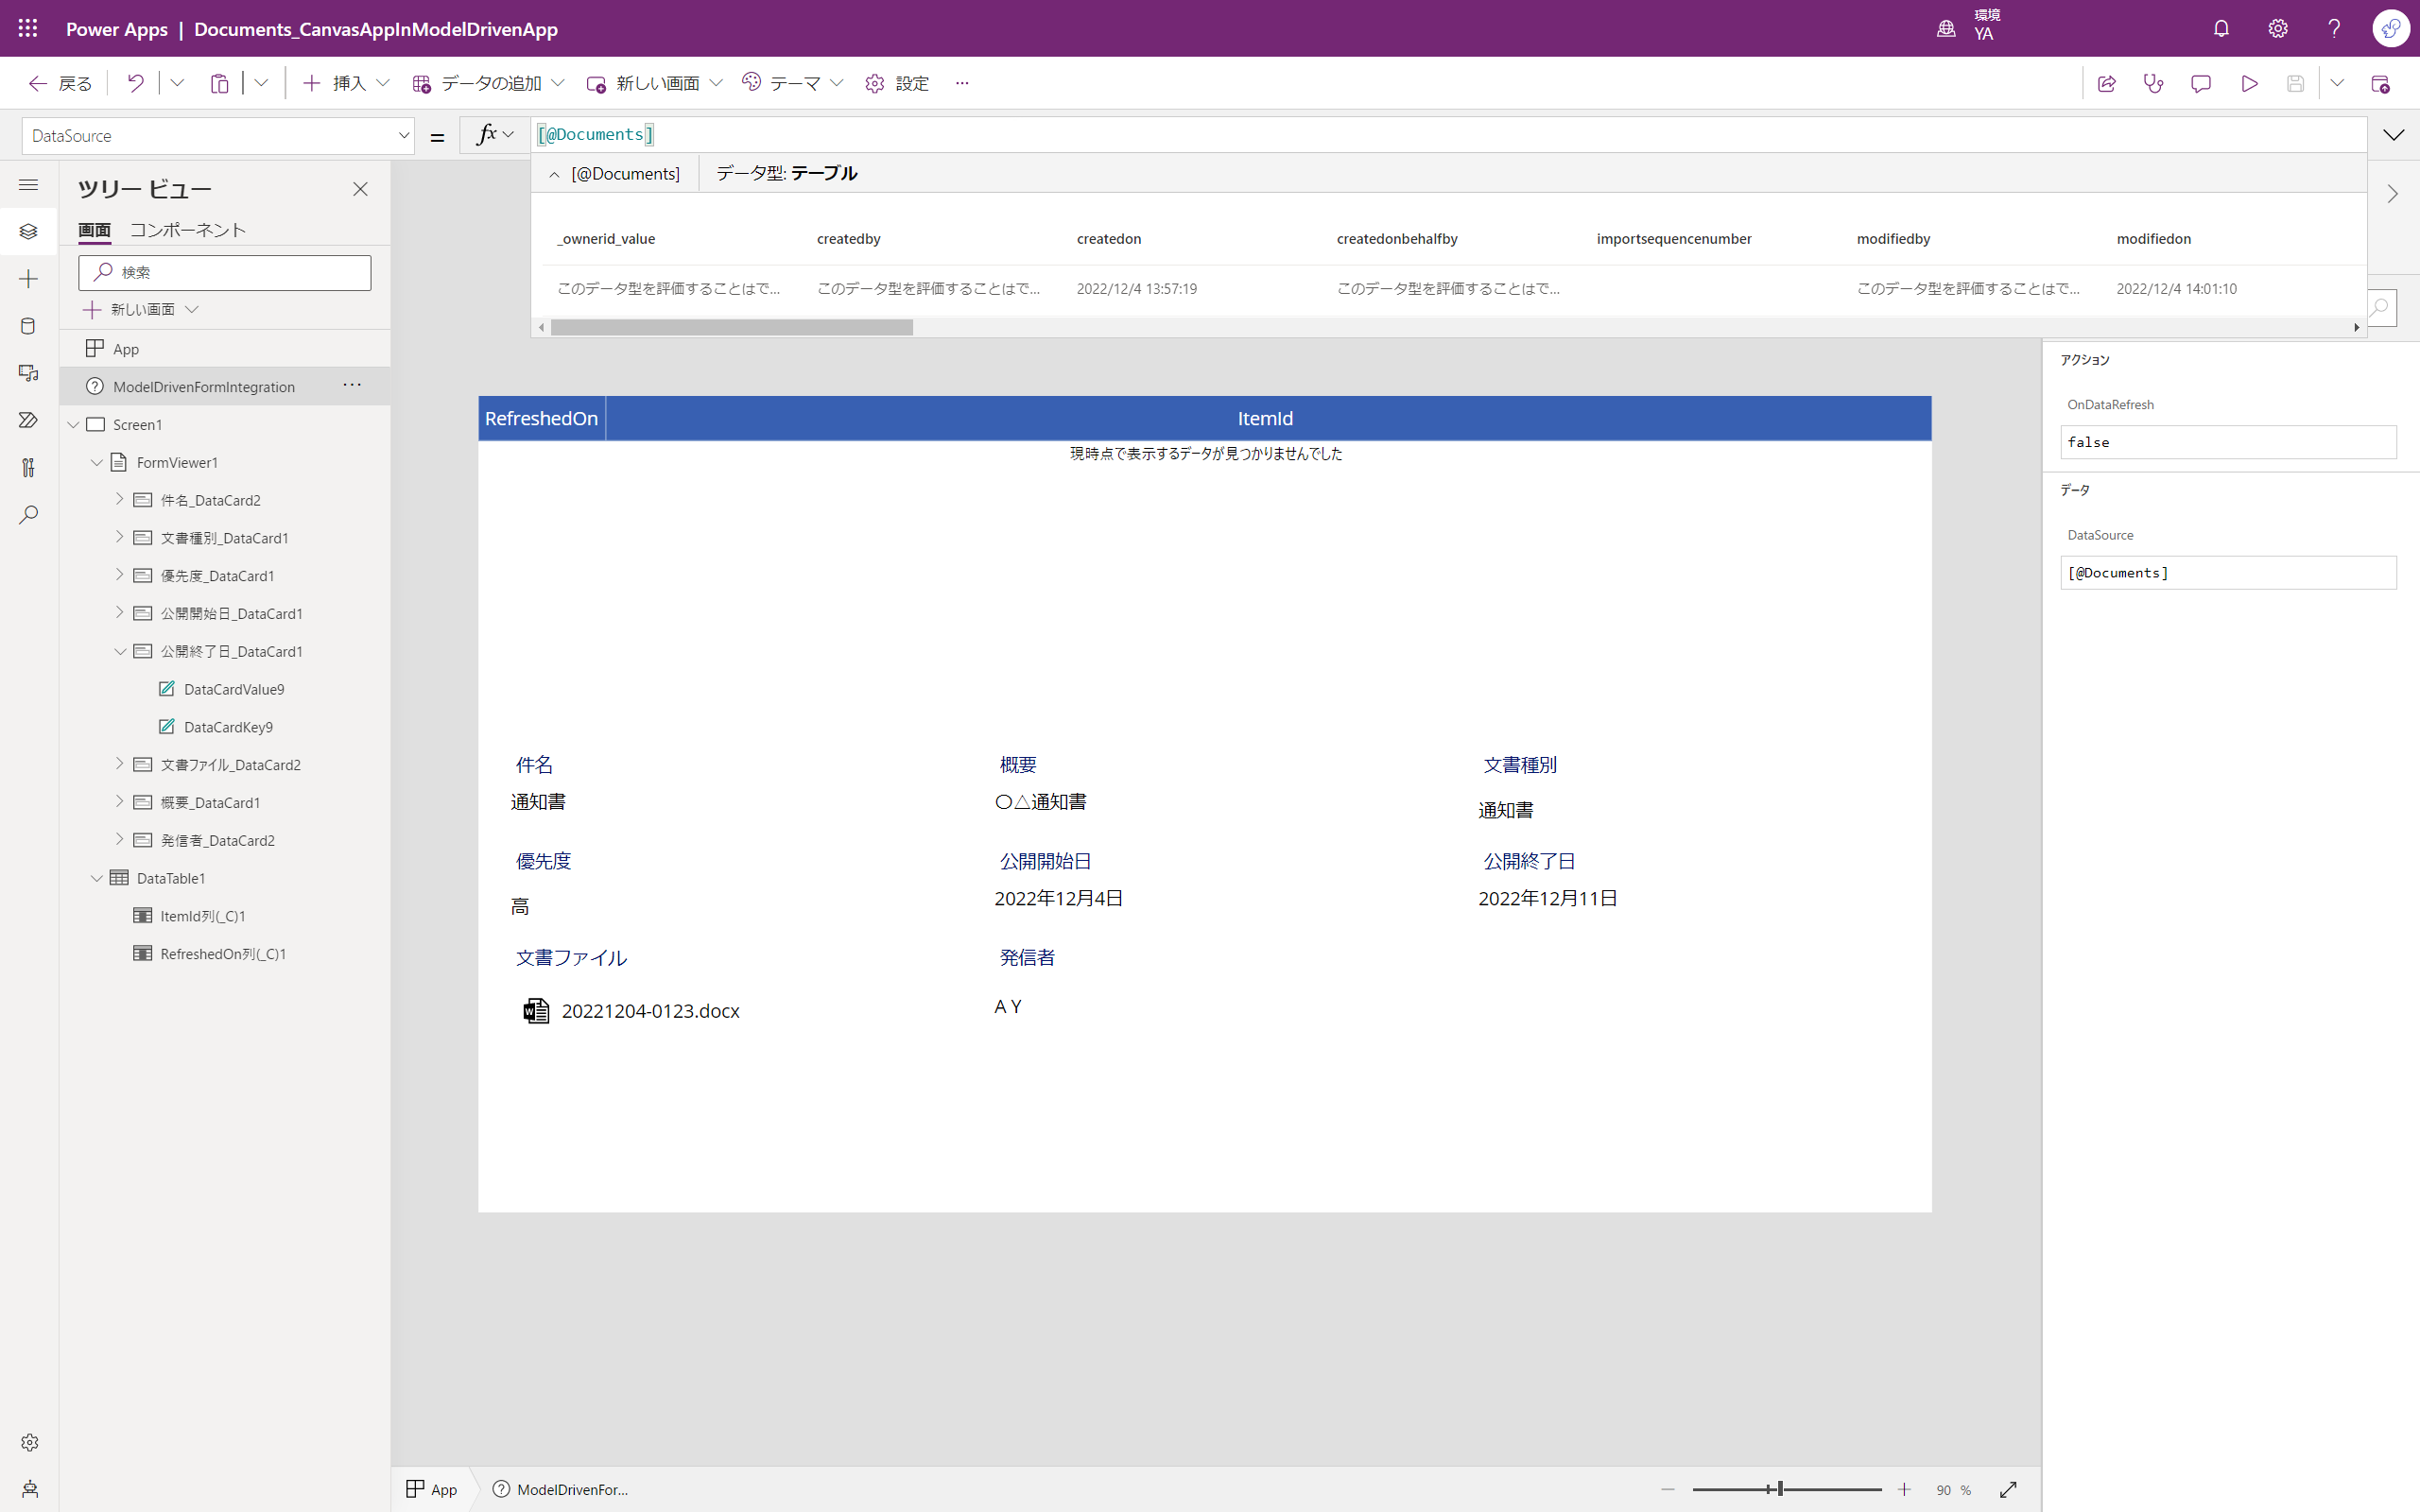 Power Apps | Documents_CanvasAppInModelDrivenApp
環境
YA
戻る 挿入 データの追加 新しい画面 テーマ 設定 ...
DataSource = fx [@Documents]
[@Documents] データ型: テーブル
_ownerid_value createdby createdon createdonbehalfby importsequencenumber modifiedby modifiedon
このデータ型を評価することはで... このデータ型を評価することはで... 2022/12/4 13:57:19 このデータ型を評価することはで... このデータ型を評価することはで... 2022/12/4 14:01:10
ツリー ビュー
画面 コンポーネント
検索
新しい画面
App
ModelDrivenFormIntegration ...
Screen1
FormViewer1
件名_DataCard2
文書種別_DataCard1
優先度_DataCard1
公開開始日_DataCard1
公開終了日_DataCard1
DataCardValue9
DataCardKey9
文書ファイル_DataCard2
概要_DataCard1
発信者_DataCard2
DataTable1
ItemId列(_C)1
RefreshedOn列(_C)1
RefreshedOn ItemId
現時点で表示するデータが見つかりませんでした
件名 概要 文書種別
通知書 〇△通知書 通知書
優先度 公開開始日 公開終了日
高 2022年12月4日 2022年12月11日
文書ファイル 発信者
20221204-0123.docx A Y
アクション
OnDataRefresh
false
データ
DataSource
[@Documents]
App ModelDrivenFor... 90 %